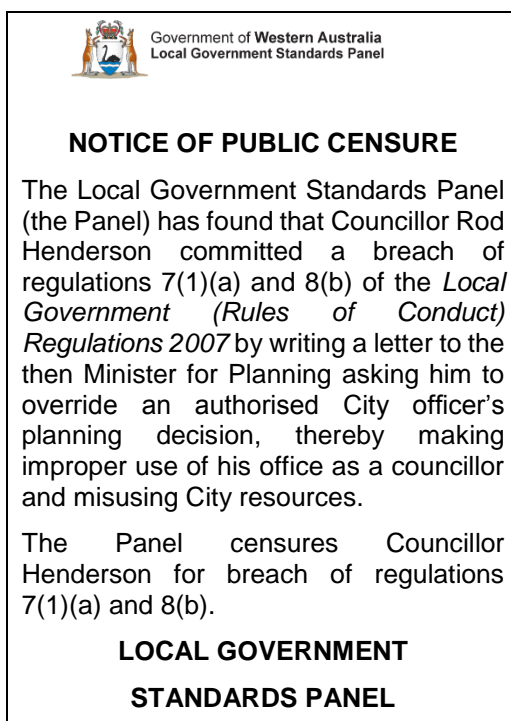 Government of Western Australia
Local Government Standards Panel
NOTICE OF PUBLIC CENSURE
The Local Government Standards Panel
(the Panel) has found that Councillor Rod
Henderson committed a breach of
regulations 7(1)(a) and 8(b) of the Local
Government (Rules of Conduct)
Regulations 2007 by writing a letter to the
then Minister for Planning asking him to
override an authorised City officer's
planning decision, thereby making
improper use of his office as a councillor
and misusing City resources.
The Panel censures Councillor
Henderson for breach of regulations
7(1)(a) and 8(b).
LOCAL GOVERNMENT
STANDARDS PANEL